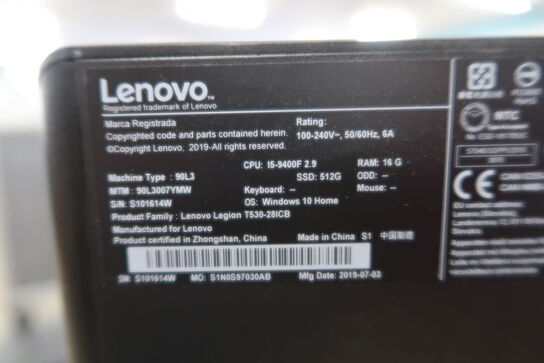 Lenovo™
Registered trademark of Lenovo
Marca Registrada
Copyrighted code and parts contained herein.
©Copyright Lenovo, 2019-All rights reserved.
Rating:
100-240V~, 50/60Hz, 6A
CPU: I5-9400F 2.9 RAM: 16 G
Machine Type : 90L3 SSD: 512G ODD: --
MTM : 90L3007YMW Keyboard: -- Mouse: --
S/N: S101614W OS: Windows 10 Home
Product Family : Lenovo Legion T530-28ICB
Manufactured for Lenovo
Product certified in Zhongshan, China Made in China S1 中国制造
SN: S101614W MO: S1N0S97030AB Mfg Date: 2019-07-03
CE
EU contact:
Lenovo